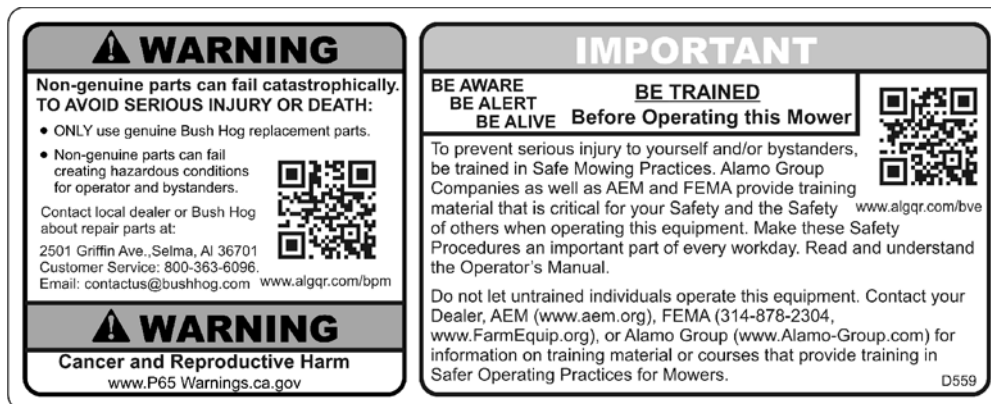 WARNING
Non-genuine parts can fail catastrophically.
TO AVOID SERIOUS INJURY OR DEATH:
• ONLY use genuine Bush Hog replacement parts.
• Non-genuine parts can fail
creating hazardous conditions
for operator and bystanders.
Contact local dealer or Bush Hog
about repair parts at:
2501 Griffin Ave.,Selma, Al 36701
Customer Service: 800-363-6096.
Email: contactus@bushhog.com
www.algqr.com/bpm
WARNING
Cancer and Reproductive Harm
www.P65 Warnings.ca.gov
IMPORTANT
BE AWARE
BE ALERT
BE ALIVE
BE TRAINED
Before Operating this Mower
To prevent serious injury to yourself and/or bystanders,
be trained in Safe Mowing Practices. Alamo Group
Companies as well as AEM and FEMA provide training
material that is critical for your Safety and the Safety
www.algqr.com/bve
of others when operating this equipment. Make these Safety
Procedures an important part of every workday. Read and understand
the Operator's Manual.
Do not let untrained individuals operate this equipment. Contact your
Dealer, AEM (www.aem.org), FEMA (314-878-2304,
www.FarmEquip.org), or Alamo Group (www.Alamo-Group.com) for
information on training material or courses that provide training in
Safer Operating Practices for Mowers.
D559